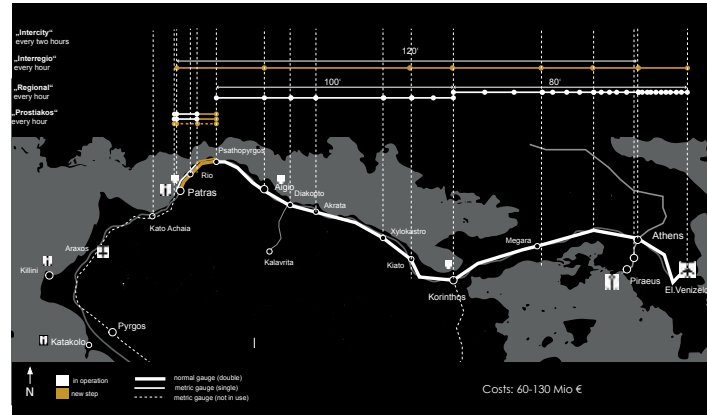 „Intercity"
every two hours
120'
„Interregio"
every hour
„Regional"
every hour
100'
80'
„Prostiakos"
every hour
Psathopyrgos
Rio
Patras
Aigio
Diakopto
Akrata
Kato Achaia
Xylokastro
Athens
Megara
Araxos
Kalavrita
Killini
Kiato
Piraeus
El.Venizelo
Korinthos
Pyrgos
Katakolo
N
in operation
new step
normal gauge (double)
metric gauge (single)
metric gauge (not in use)
Costs: 60-130 Mio €